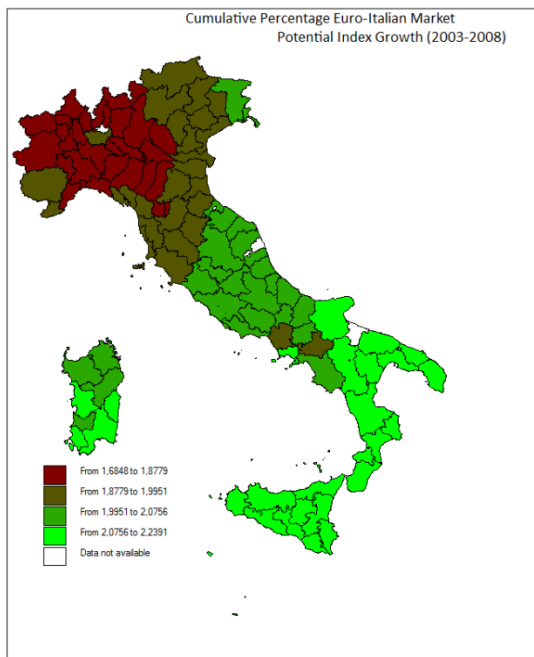 Cumulative Percentage Euro-Italian Market
Potential Index Growth (2003-2008)
From 1,6848 to 1,8779
From 1,8779 to 1,9951
From 1,9951 to 2,0756
From 2,0756 to 2,2391
Data not available